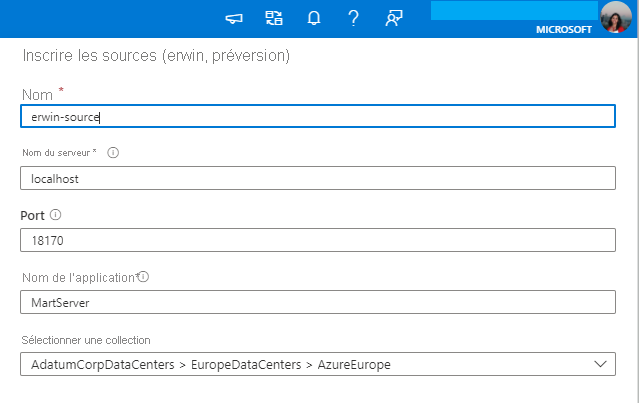 MICROSOFT
Inscrire les sources (erwin, préversion)
Nom *
erwin-source
Nom du serveur *
localhost
Port
18170
Nom de l'application*
MartServer
Sélectionner une collection
AdatumCorpDataCenters > EuropeDataCenters > AzureEurope